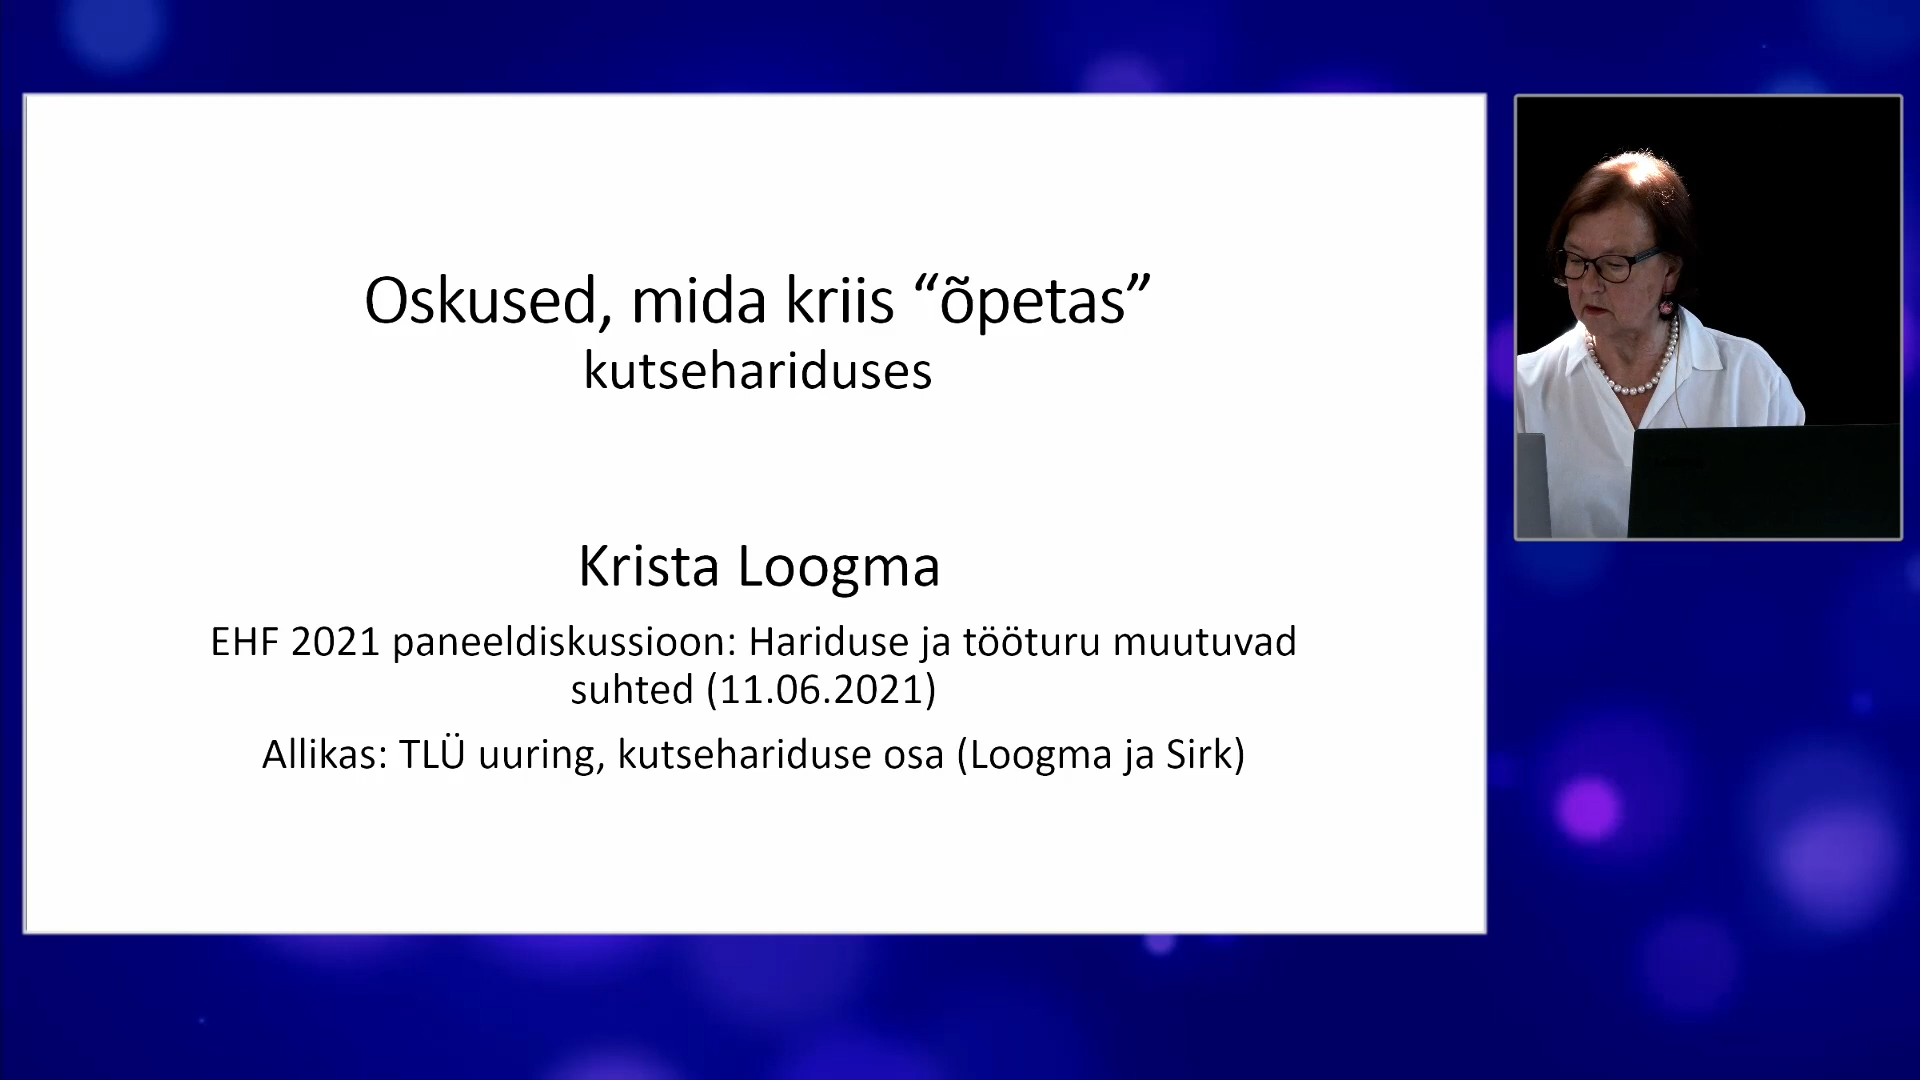 Oskused, mida kriis “õpetas”
kutsehariduses
Krista Loogma
EHF 2021 paneeldiskussioon: Hariduse ja tööturu muutuvad
suhted (11.06.2021)
Allikas: TLÜ uuring, kutsehariduse osa (Loogma ja Sirk)